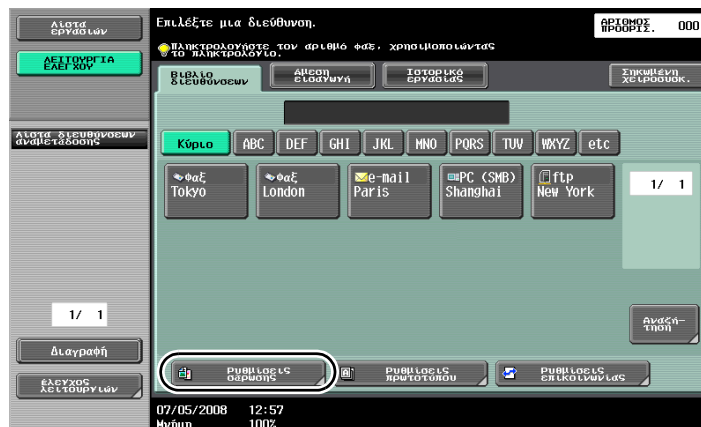 Λίστα
εργασιών
ΛΕΙΤΟΥΡΓΙΑ
ΕΛΕΓΧΟΥ
Λίστα διευθύνσεων
αναμετάδοσης
1/ 1
Διαγραφή
έλεγχος
λειτουργιών
Επιλέξτε μια διεύθυνση.
ΑΡΙΘΜΟΣ
ΠΡΟΟΡΙΣ. 000
Πληκτρολογήστε τον αριθμό φαξ, χρησιμοποιώντας
το πληκτρολόγιο.
Βιβλίο
διευθύνσεων
Άμεση
εισαγωγή
Ιστορικό
εργασίας
Σηκωμένη
χειροσυσκ.
Κύριο ABC DEF GHI JKL MNO PQRS TUV WXYZ etc
φαξ
Tokyo
φαξ
London
e-mail
Paris
PC (SMB)
Shanghai
ftp
New York
1/ 1
Αναζή-
τηση
Ρυθμίσεις
σάρωσης
Ρυθμίσεις
πρωτοτύπου
Ρυθμίσεις
επικοινωνίας
07/05/2008 12:57
Μνήμη 100%